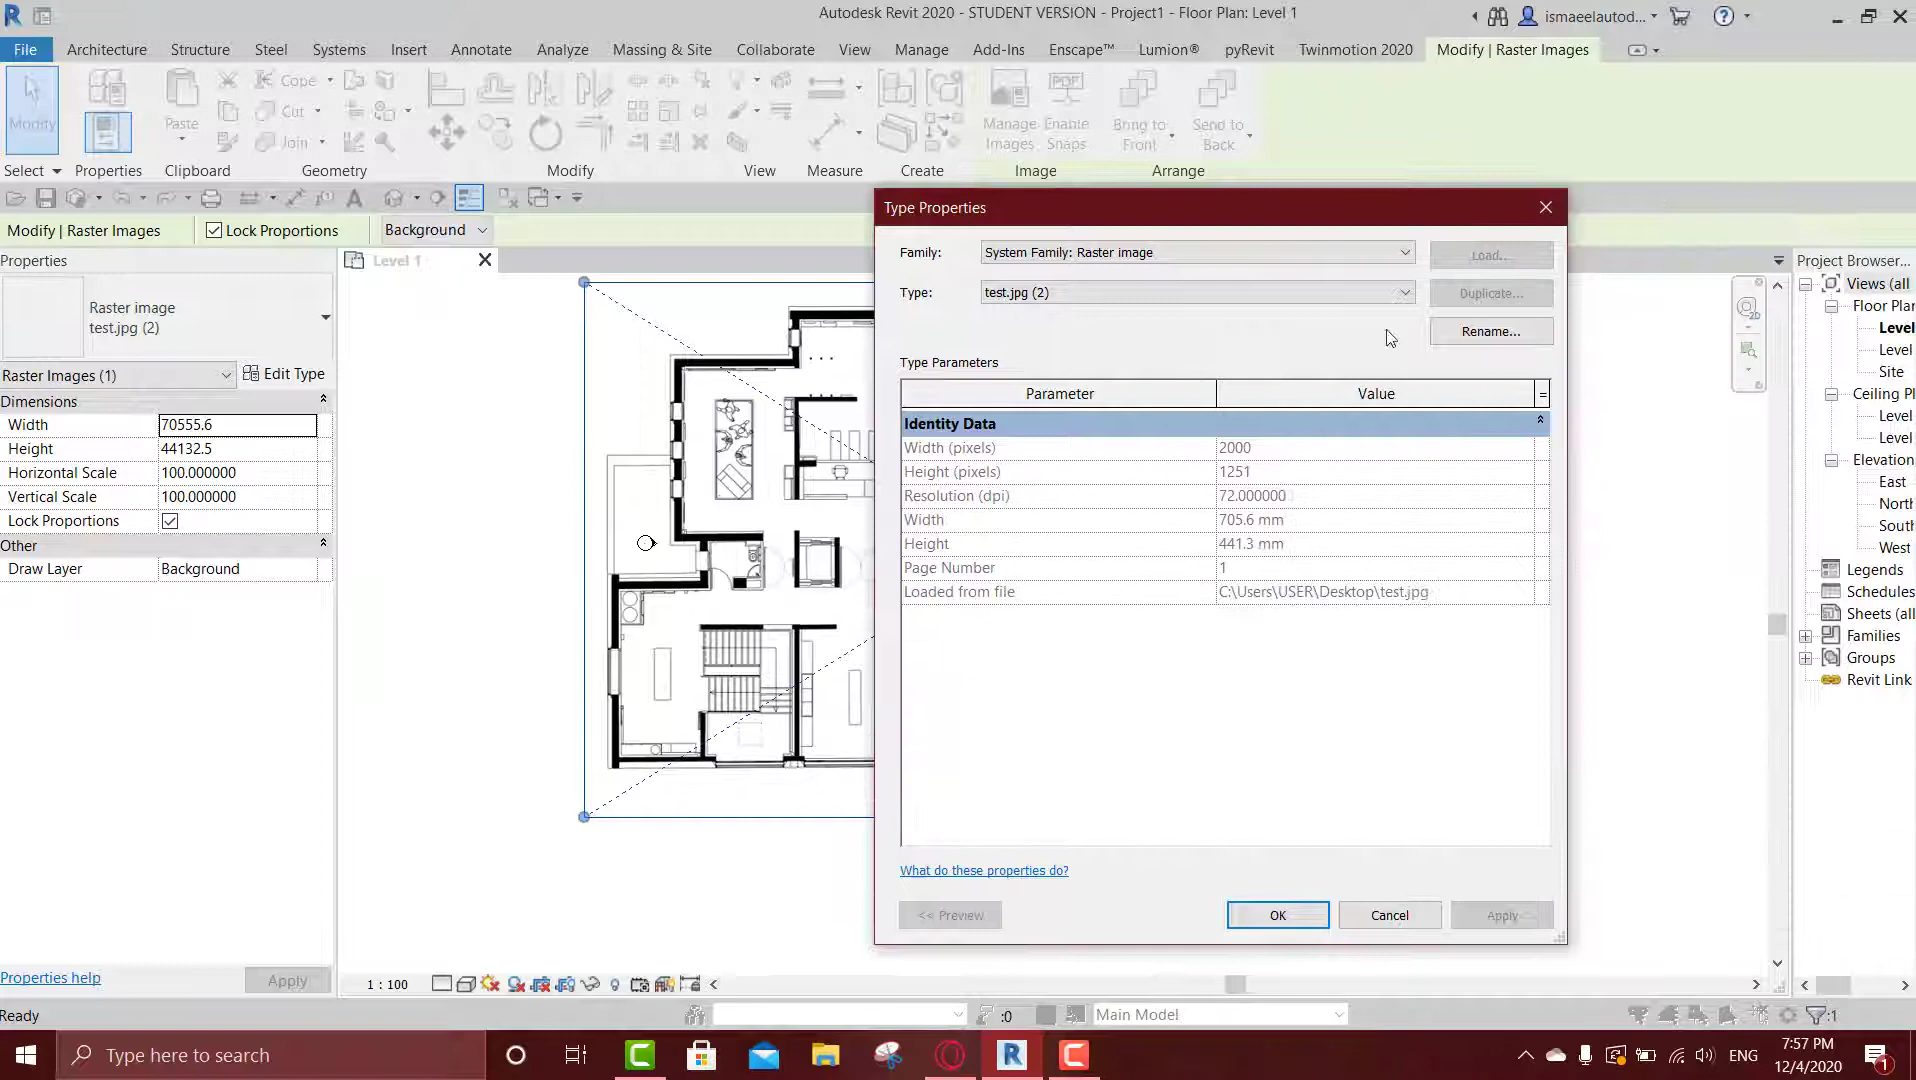 Autodesk Revit 2020 - STUDENT VERSION - Project1 - Floor Plan: Level 1
ismaeelautod...
File Architecture Structure Steel Systems Insert Annotate Analyze Massing & Site Collaborate View Manage Add-Ins Enscape™ Lumion® pyRevit Twinmotion 2020 Modify | Raster Images
Modify
Paste
Cope
Cut
Join
Manage Images
Enable Snaps
Bring to Front
Send to Back
PDF
Select Properties Clipboard Geometry Modify View Measure Create Image Arrange
Modify | Raster Images Lock Proportions Background
Properties
Level 1
Raster image
test.jpg (2)
Raster Images (1) Edit Type
Dimensions
Width 70555.6
Height 44132.5
Horizontal Scale 100.000000
Vertical Scale 100.000000
Lock Proportions
Other
Draw Layer Background
Properties help Apply
Type Properties
Family: System Family: Raster image Load...
Type: test.jpg (2) Duplicate...
Rename...
Type Parameters
Parameter Value =
Identity Data
Width (pixels) 2000
Height (pixels) 1251
Resolution (dpi) 72.000000
Width 705.6 mm
Height 441.3 mm
Page Number 1
Loaded from file C:\Users\USER\Desktop\test.jpg
What do these properties do?
<< Preview OK Cancel Apply
Project Browser...
Views (all
Floor Plan
Level
Level
Site
Ceiling Pl
Level
Level
Elevation
East
North
South
West
Legends
Schedules
Sheets (all
Families
Groups
Revit Link
2D
1 : 100
Ready
:0
Main Model
:1
Type here to search
ENG
7:57 PM
12/4/2020
1